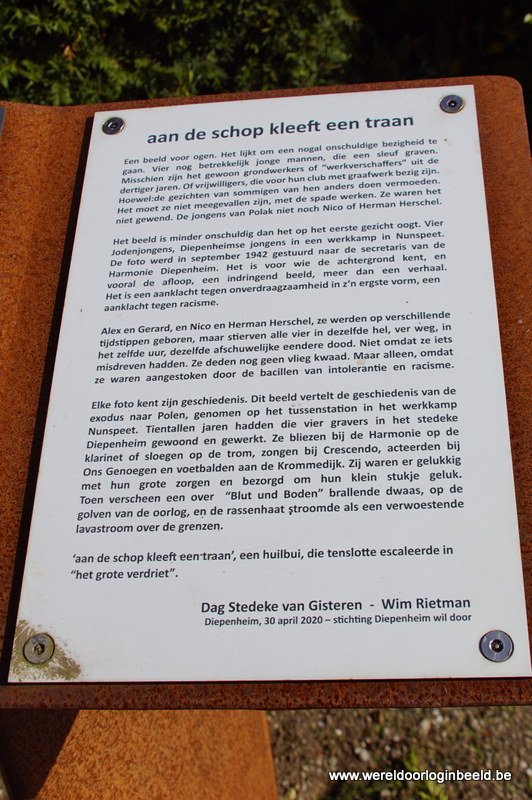 aan de schop kleeft een traan
Een beeld voor ogen. Het lijkt om een nogal onschuldige bezigheid te
gaan. Vier nog betrekkelijk jonge mannen, die een sleuf graven.
Misschien zijn het gewoon grondwerkers of "werkverschaffers" uit de
dertiger jaren. Of vrijwilligers, die voor hun club met graafwerk bezig zijn.
Hoewel:de gezichten van sommigen van hen anders doen vermoeden.
Het moet ze niet meegevallen zijn, met de spade werken. Ze waren het
niet gewend. De jongens van Polak niet noch Nico of Herman Herschel.
Het beeld is minder onschuldig dan het op het eerste gezicht oogt. Vier
Jodenjongens, Diepenheimse jongens in een werkkamp in Nunspeet.
De foto werd in september 1942 gestuurd naar de secretaris van de
Harmonie Diepenheim. Het is voor wie de achtergrond kent, en
vooral de afloop, een indringend beeld, meer dan een verhaal.
Het is een aanklacht tegen onverdraagzaamheid in z'n ergste vorm, een
aanklacht tegen racisme.
Alex en Gerard, en Nico en Herman Herschel, ze werden op verschillende
tijdstippen geboren, maar stierven alle vier in dezelfde hel, ver weg, in
het zelfde uur, dezelfde afschuwelijke eendere dood. Niet omdat ze iets
misdreven hadden. Ze deden nog geen vlieg kwaad. Maar alleen, omdat
ze waren aangestoken door de bacillen van intolerantie en racisme.
Elke foto kent zijn geschiedenis. Dit beeld vertelt de geschiedenis van de
exodus naar Polen, genomen op het tussenstation in het werkkamp
Nunspeet. Tientallen jaren hadden die vier gravers in het stedeke
Diepenheim gewoond en gewerkt. Ze bliezen bij de Harmonie op de
klarinet of sloegen op de trom, zongen bij Crescendo, acteerden bij
Ons Genoegen en voetbalden aan de Krommedijk. Zij waren er gelukkig
met hun grote zorgen en bezorgd om hun klein stukje geluk.
Toen verscheen een over "Blut und Boden" brallende dwaas, op de
golven van de oorlog, en de rassenhaat stroomde als een verwoestende
lavastroom over de grenzen.
'aan de schop kleeft een traan', een huilbui, die tenslotte escaleerde in
"het grote verdriet".
Dag Stedeke van Gisteren - Wim Rietman
Diepenheim, 30 april 2020 – stichting Diepenheim wil door
www.wereldoorloginbeeld.be